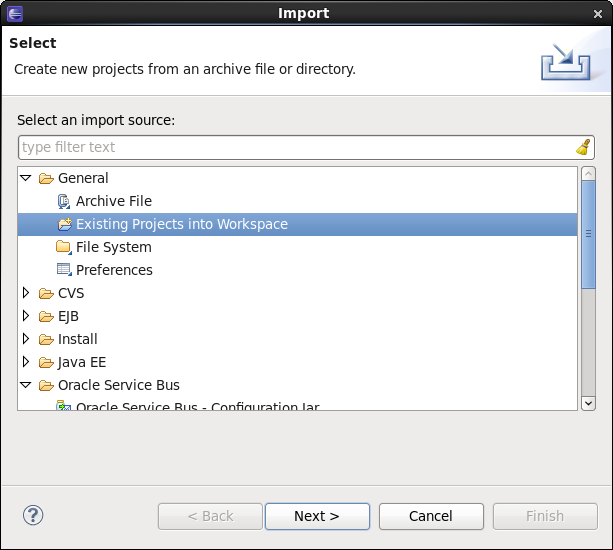 Import
Select
Create new projects from an archive file or directory.
Select an import source:
type filter text
General
Archive File
Existing Projects into Workspace
File System
Preferences
CVS
EJB
Install
Java EE
Oracle Service Bus
Oracle Service Bus - Configuration Jar
?
< Back
Next >
Cancel
Finish